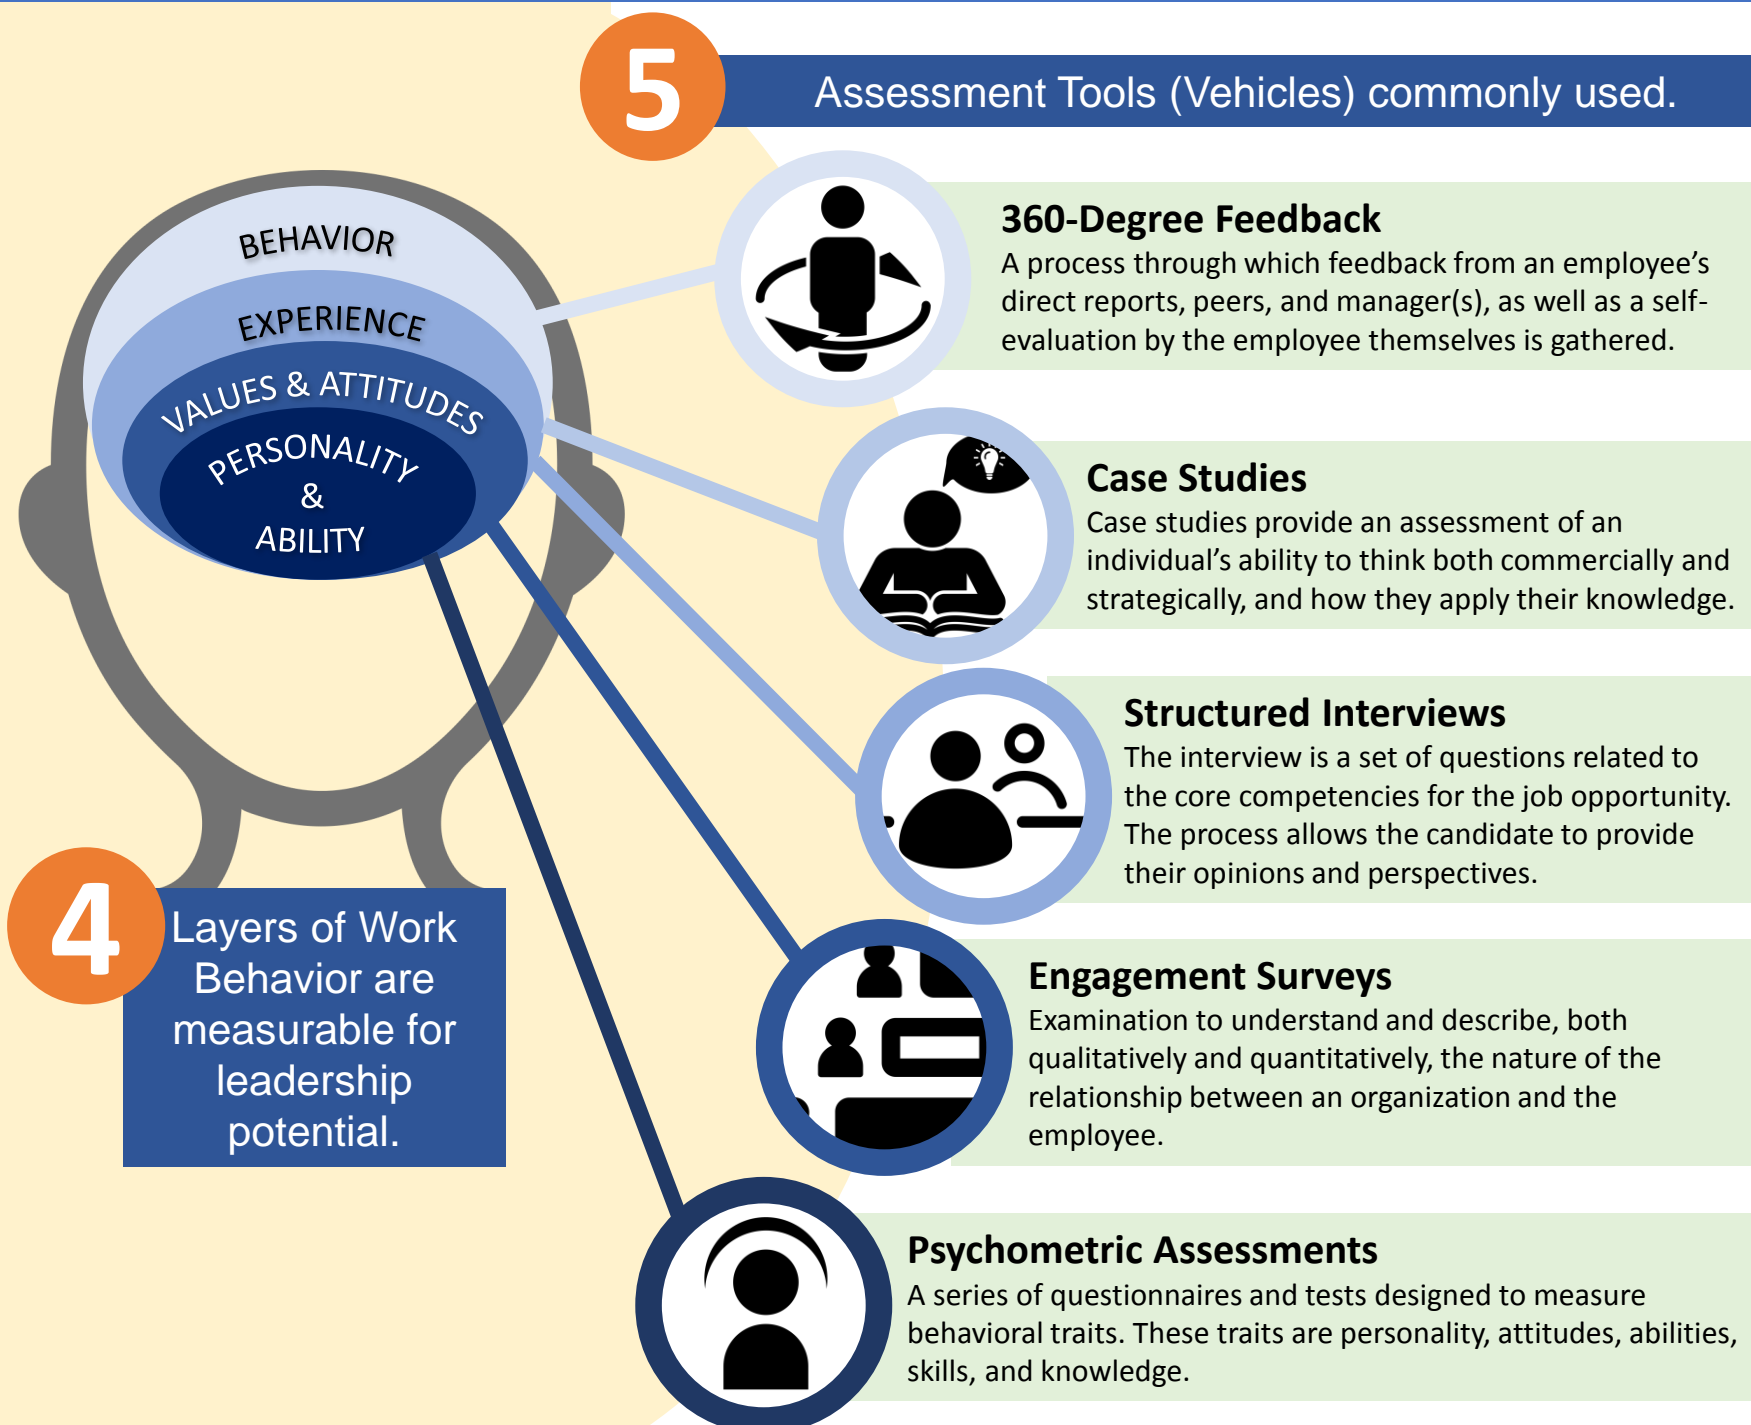 5
Assessment Tools (Vehicles) commonly used.
BEHAVIOR
EXPERIENCE
VALUES & ATTITUDES
PERSONALITY
&
ABILITY
4
Layers of Work
Behavior are
measurable for
leadership
potential.
360-Degree Feedback
A process through which feedback from an employee’s
direct reports, peers, and manager(s), as well as a self-
evaluation by the employee themselves is gathered.
Case Studies
Case studies provide an assessment of an
individual’s ability to think both commercially and
strategically, and how they apply their knowledge.
Structured Interviews
The interview is a set of questions related to
the core competencies for the job opportunity.
The process allows the candidate to provide
their opinions and perspectives.
Engagement Surveys
Examination to understand and describe, both
qualitatively and quantitatively, the nature of the
relationship between an organization and the
employee.
Psychometric Assessments
A series of questionnaires and tests designed to measure
behavioral traits. These traits are personality, attitudes, abilities,
skills, and knowledge.